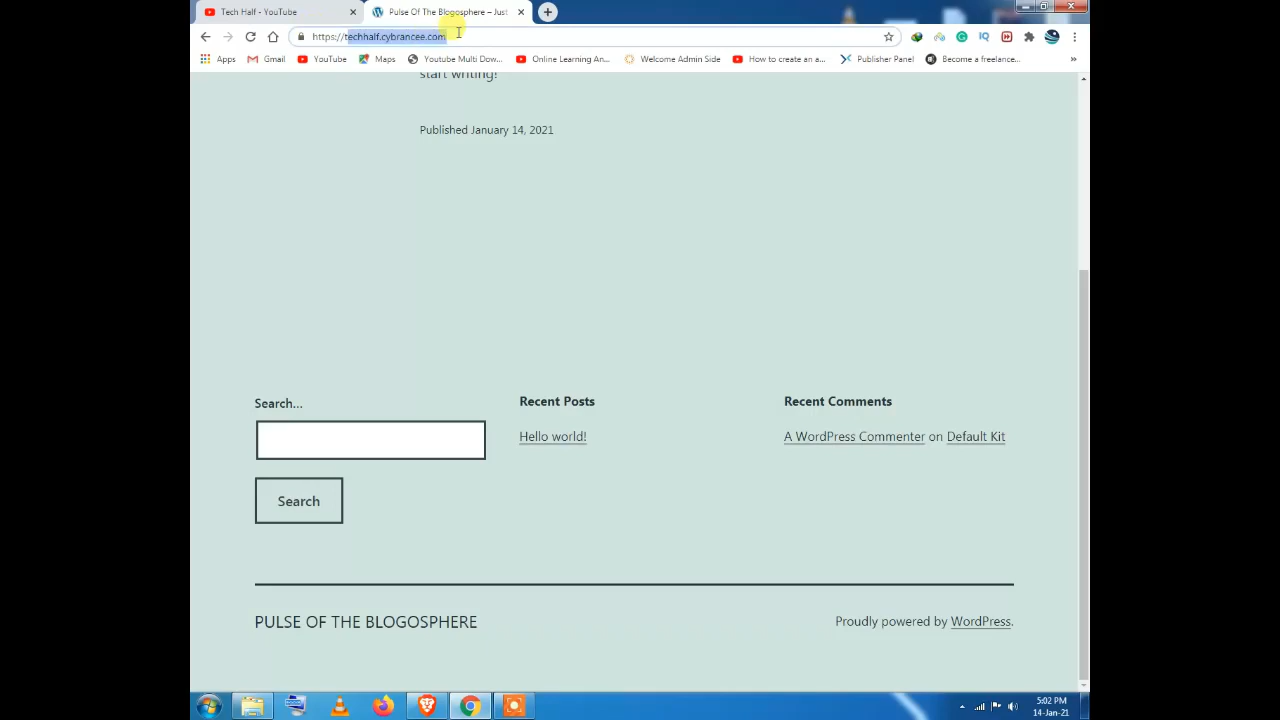 Tech Half - YouTube
Pulse Of The Blogosphere – Just
https://techhalf.cybrancee.com
Apps Gmail YouTube Maps Youtube Multi Dow... Online Learning An... Welcome Admin Side How to create an a... Publisher Panel Become a freelance... »
start writing!
Published January 14, 2021
Search...
Search
Recent Posts
Hello world!
Recent Comments
A WordPress Commenter on Default Kit
PULSE OF THE BLOGOSPHERE
Proudly powered by WordPress.
5:02 PM
14-Jan-21